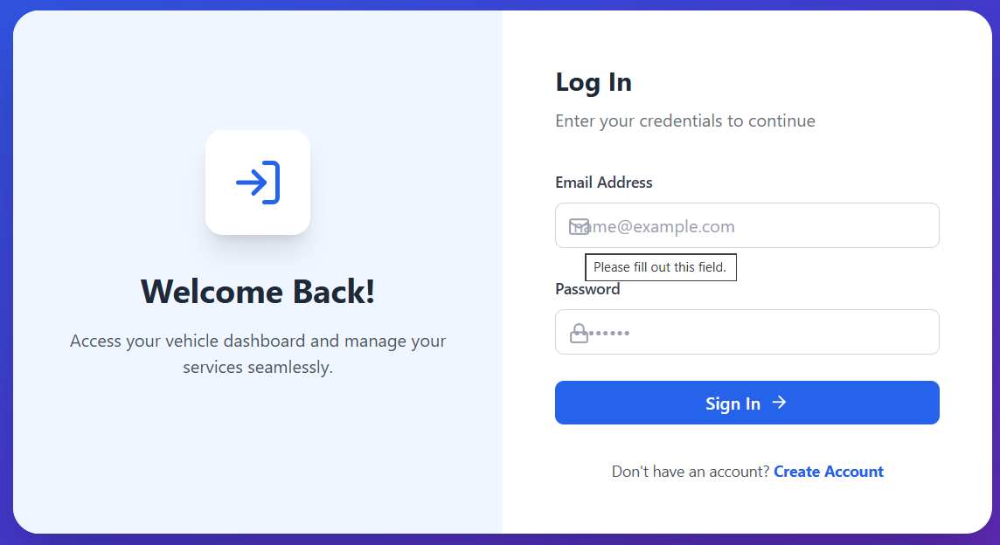 Welcome Back!
Access your vehicle dashboard and manage your
services seamlessly.
Log In
Enter your credentials to continue
Email Address
name@example.com
Please fill out this field.
Password
••••••••
Sign In →
Don't have an account? Create Account